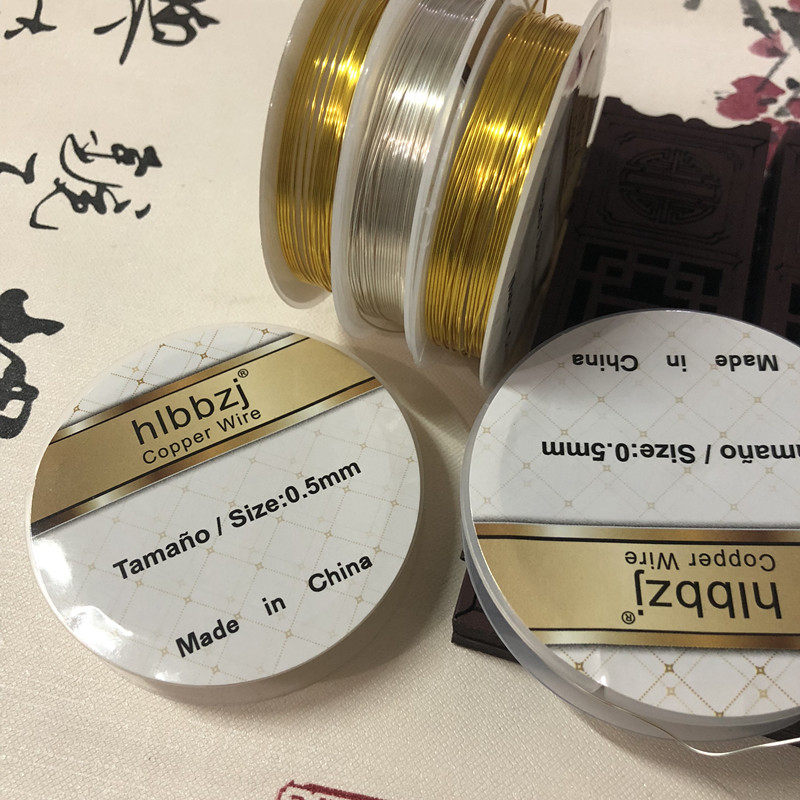 hlbbzj®
Copper Wire
Tamaño / Size:0.5mm
Made in China
hlbbzj®
Copper Wire
amaño / Size:0.5mm
Made in China